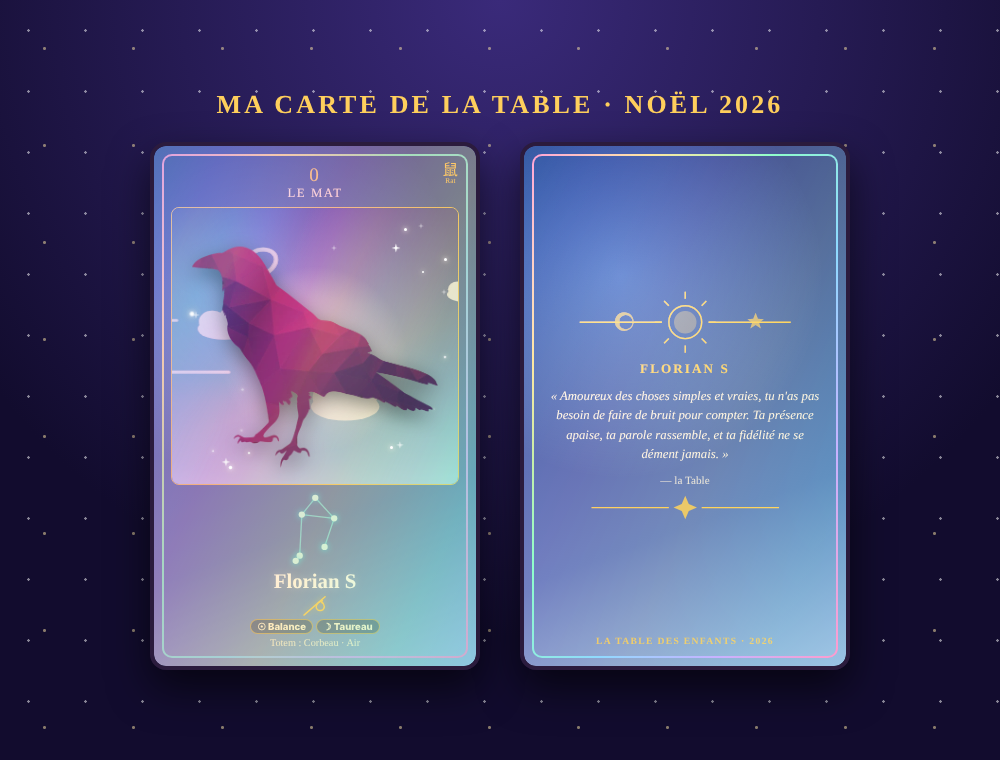 MA CARTE DE LA TABLE · NOËL 2026
0
LE MAT
鼠
Rat
Florian S
☉ Balance ☽ Taureau
Totem : Corbeau · Air
FLORIAN S
« Amoureux des choses simples et vraies, tu n'as pas
besoin de faire de bruit pour compter. Ta présence
apaise, ta parole rassemble, et ta fidélité ne se
dément jamais. »
— la Table
LA TABLE DES ENFANTS · 2026